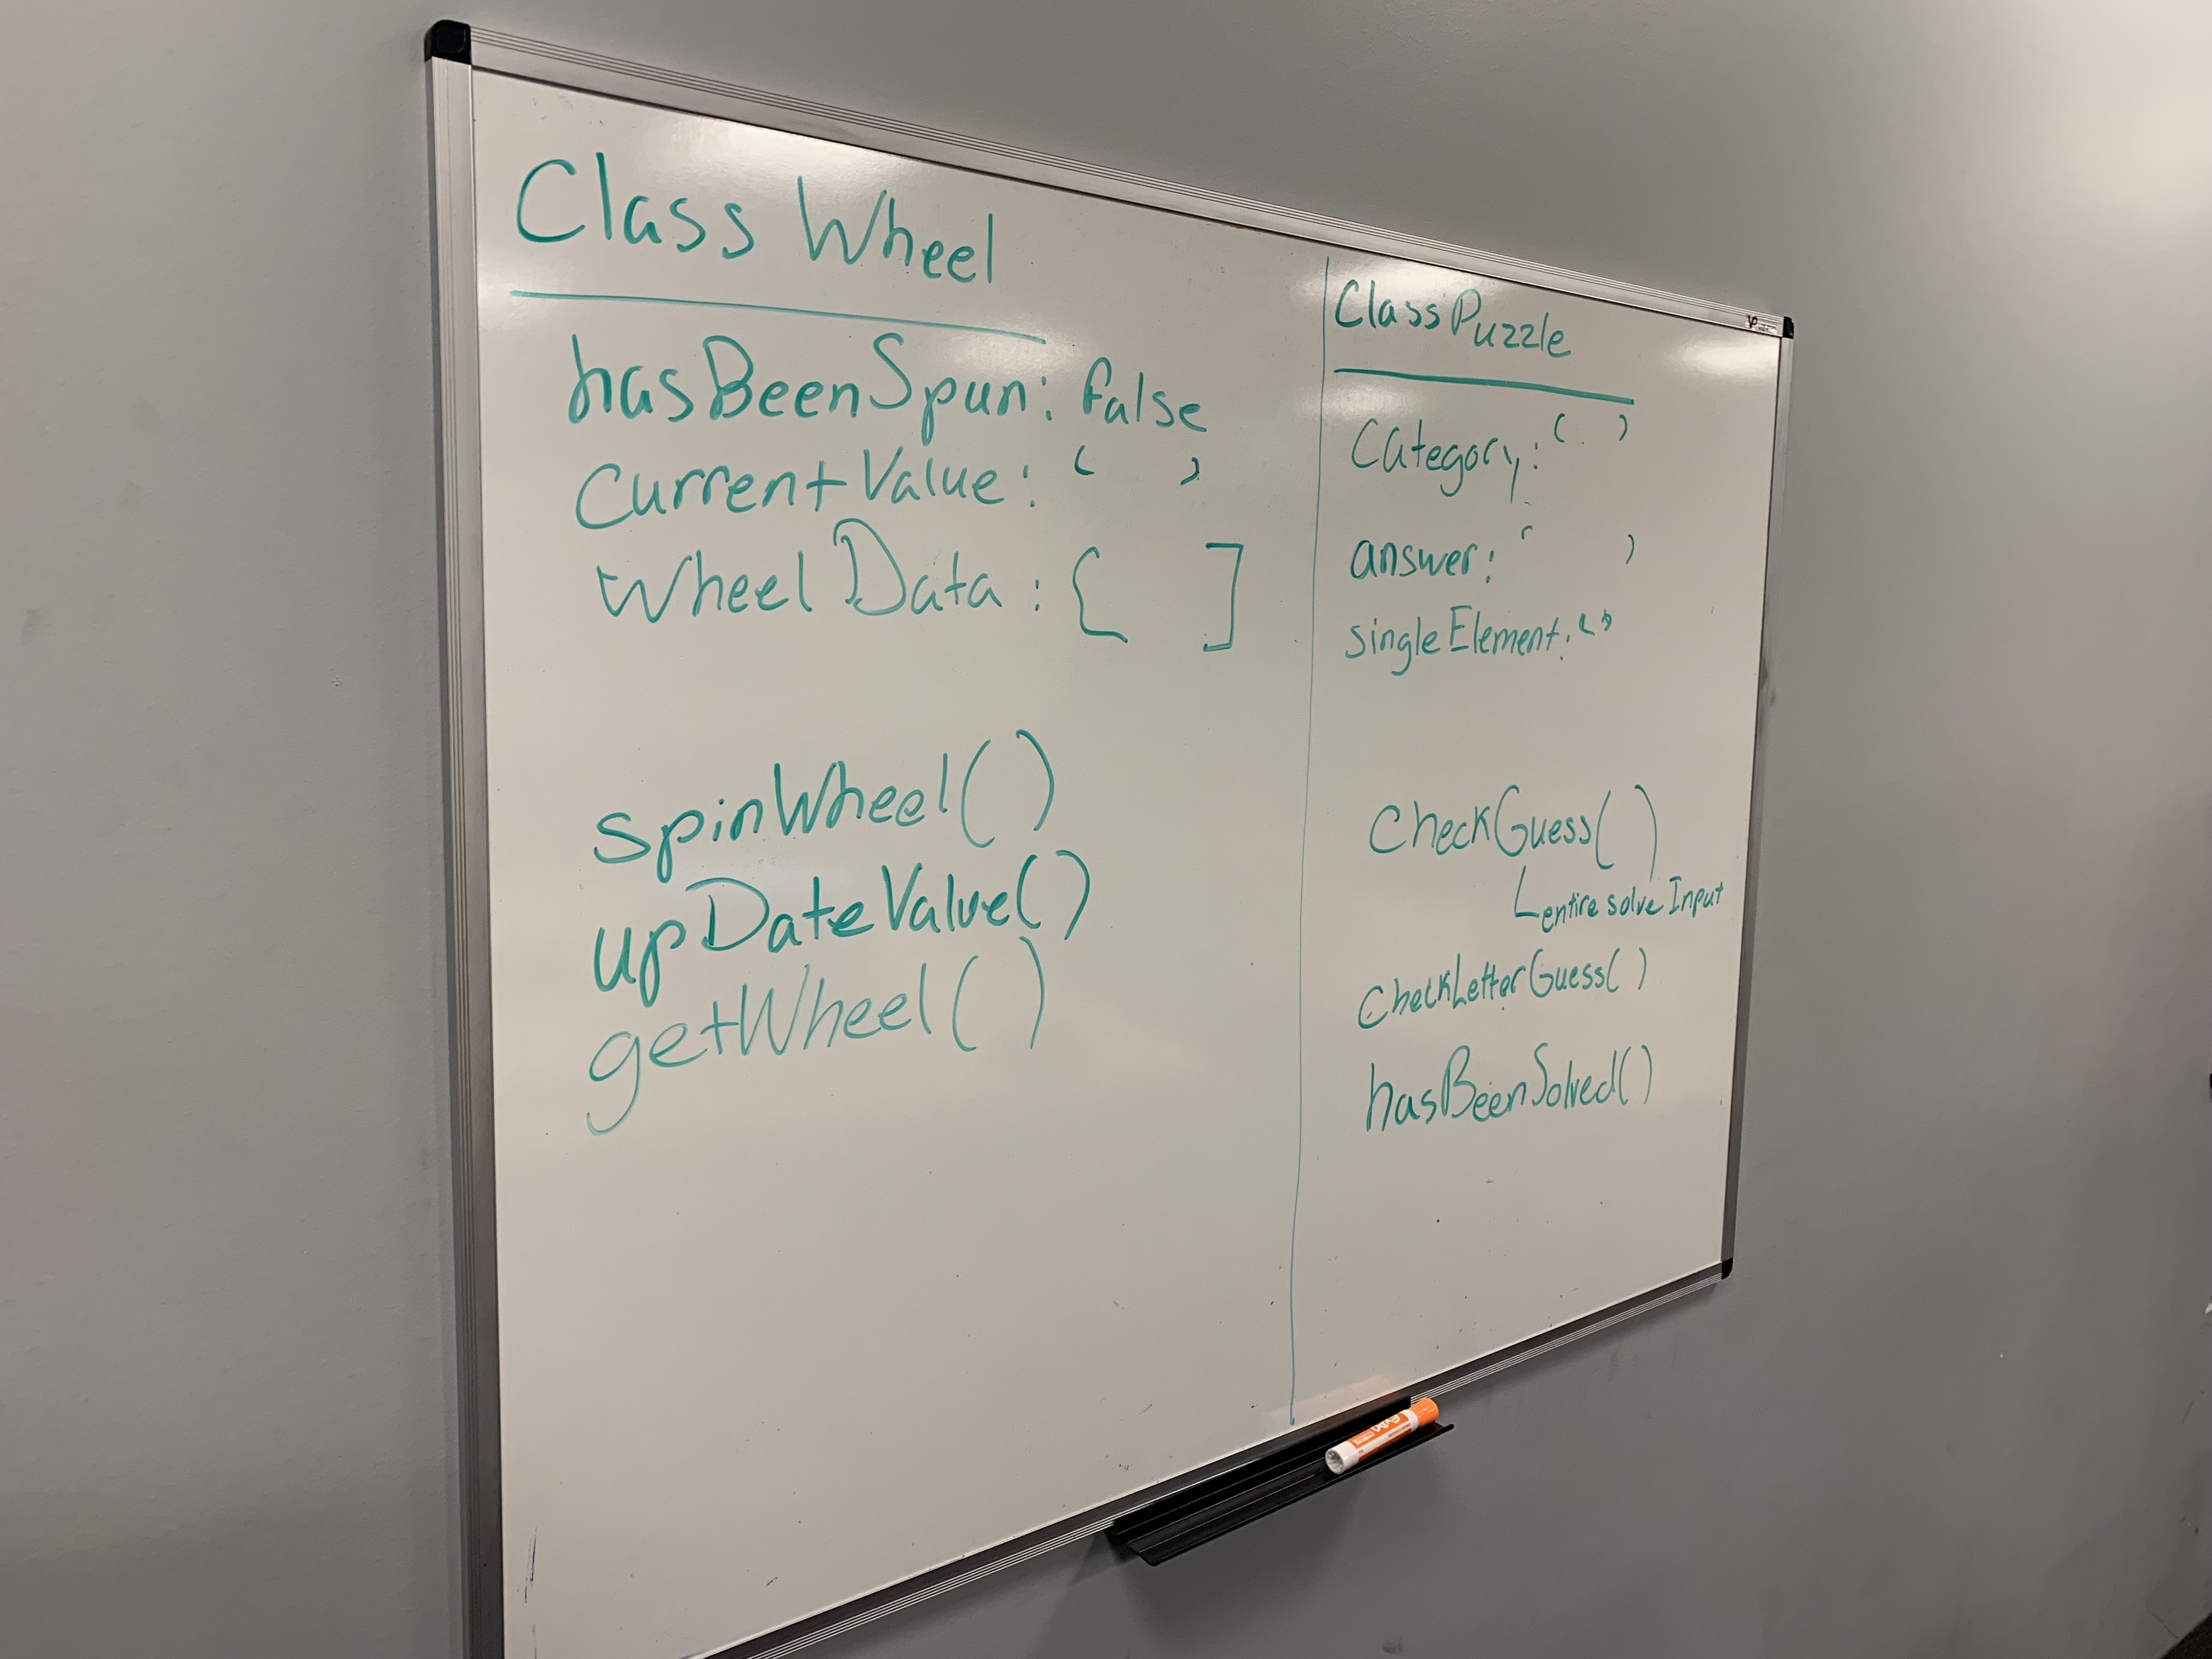 Class Wheel
hasBeenSpun: false
CurrentValue: ' '
WheelData: [ ]
spinWheel()
upDateValue()
getWheel()
Class Puzzle
Category: ' '
answer: ' '
singleElement: ' '
CheckGuess()
entire solve Input
CheckLetterGuess()
hasBeenSolved()